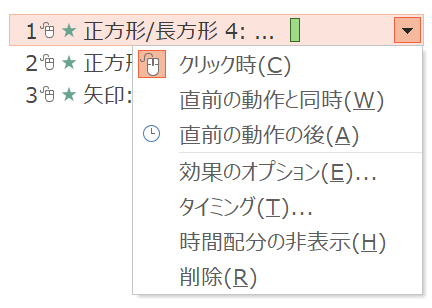 1 正方形/長方形 4: ...
2 正方形
クリック時(C)
3 矢印:
直前の動作と同時(W)
直前の動作の後(A)
効果のオプション(E)...
タイミング(T)...
時間配分の非表示(H)
削除(R)